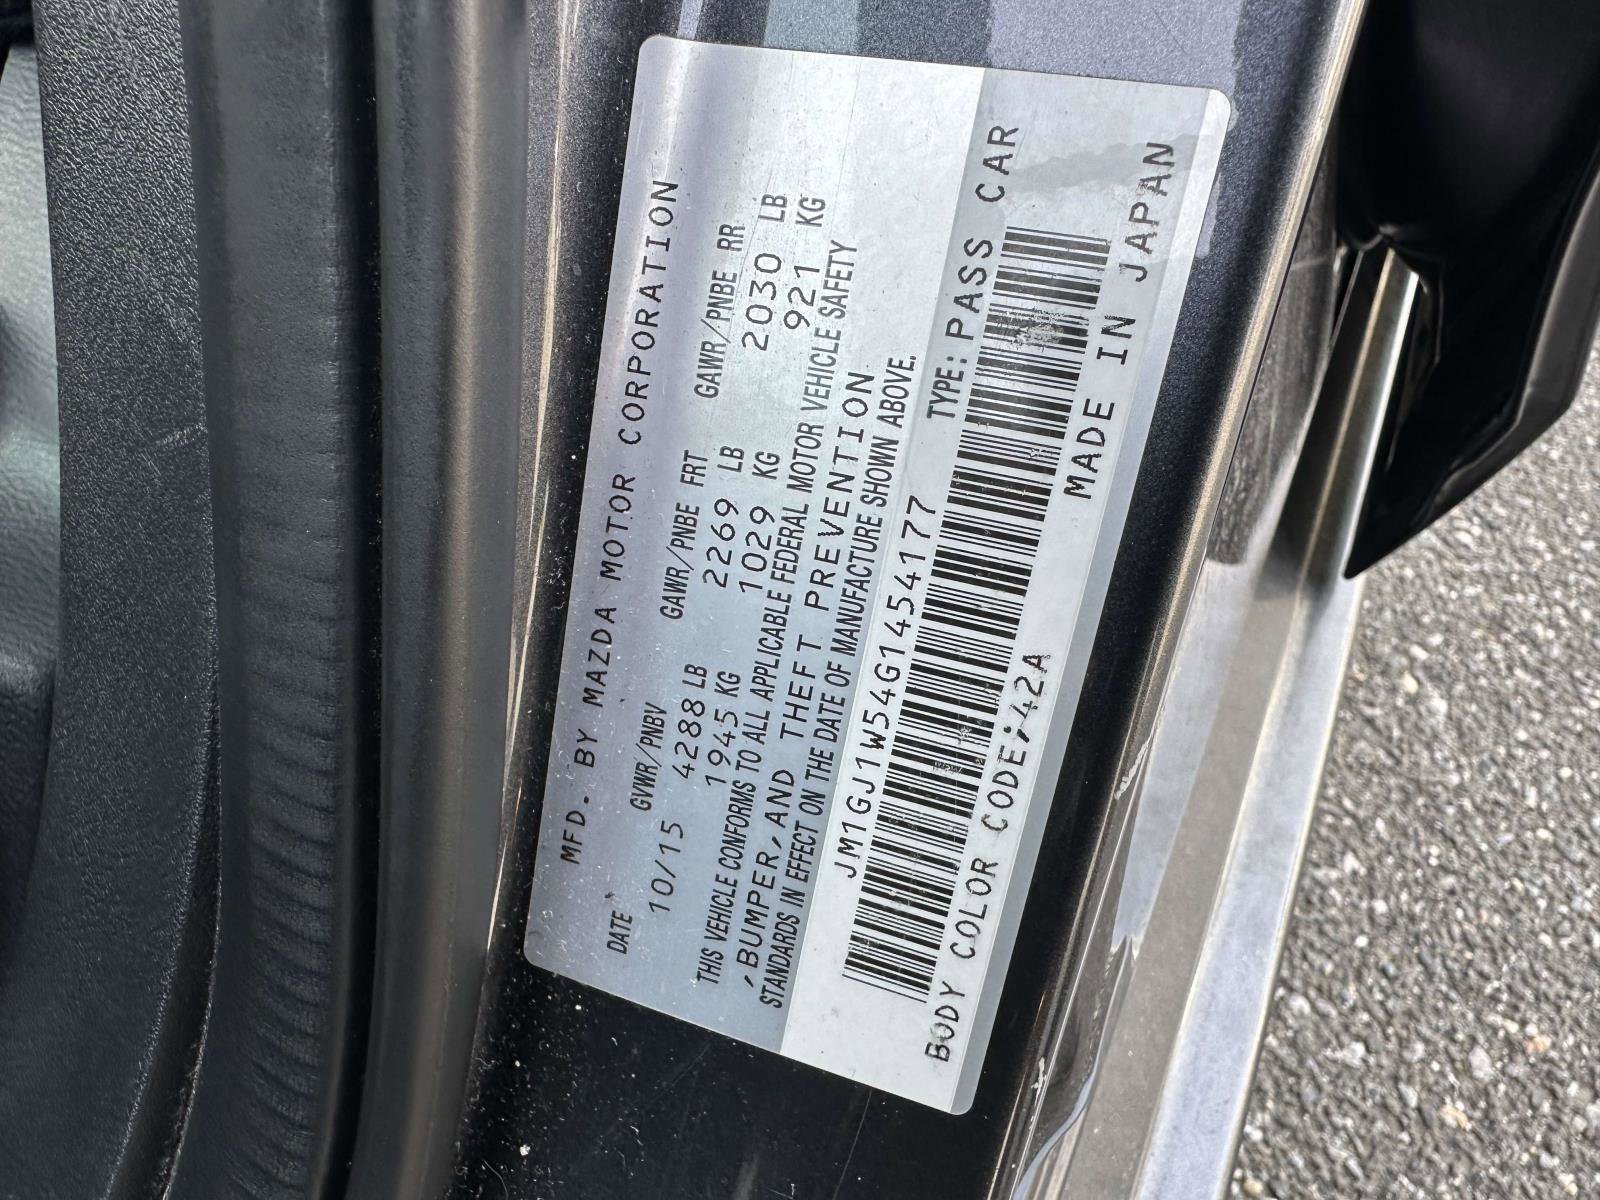 MFD. BY MAZDA MOTOR CORPORATION
DATE GVWR/PNBV GAWR/PNBE FRT GAWR/PNBE RR
10/15 4288 LB 2269 LB 2030 LB
1945 KG 1029 KG 921 KG
THIS VEHICLE CONFORMS TO ALL APPLICABLE FEDERAL MOTOR VEHICLE SAFETY
,BUMPER,AND THEFT PREVENTION
STANDARDS IN EFFECT ON THE DATE OF MANUFACTURE SHOWN ABOVE.
JM1GJ1W54G1454177 TYPE: PASS CAR
BODY COLOR CODE;42A MADE IN JAPAN